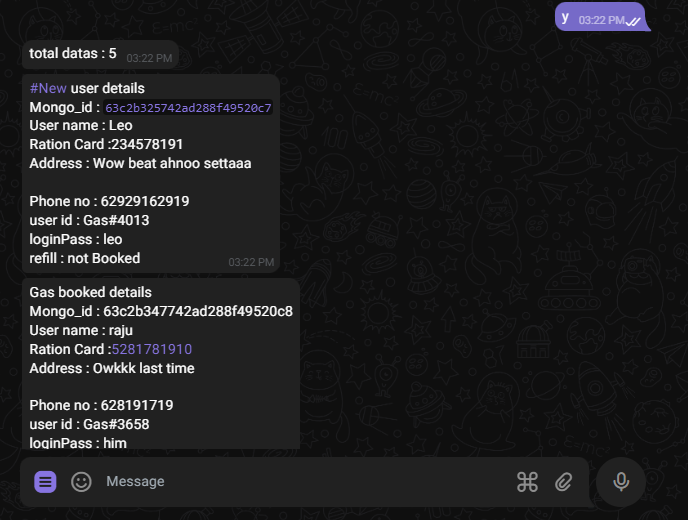 y 03:22 PM
total datas : 5 03:22 PM
#New user details
Mongo_id : 63c2b325742ad288f49520c7
User name : Leo
Ration Card :234578191
Address : Wow beat ahnoo settaaa
Phone no : 62929162919
user id : Gas#4013
loginPass : leo
refill : not Booked 03:22 PM
Gas booked details
Mongo_id : 63c2b347742ad288f49520c8
User name : raju
Ration Card :5281781910
Address : Owkkk last time
Phone no : 628191719
user id : Gas#3658
loginPass : him
Message